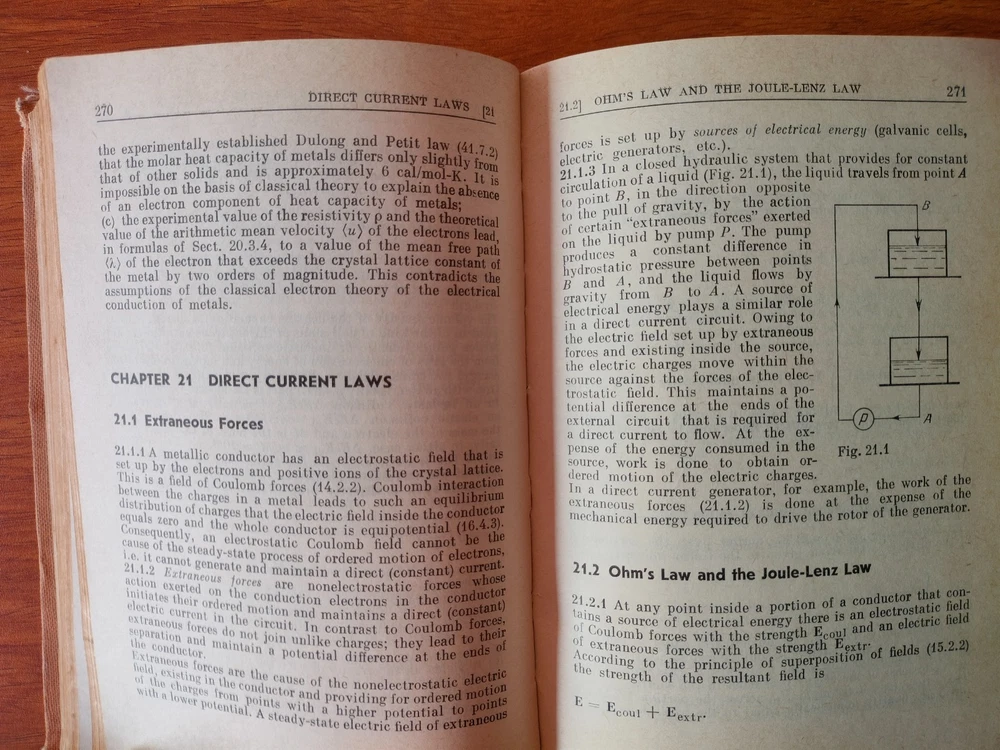 270 DIRECT CURRENT LAWS [21
the experimentally established Dulong and Petit law (41.7.2)
that the molar heat capacity of metals differs only slightly from
that of other solids and is approximately 6 cal/mol-K. It is
impossible on the basis of classical theory to explain the absence
of an electron component of heat capacity of metals;
(c) the experimental value of the resistivity ρ and the theoretical
value of the arithmetic mean velocity ⟨u⟩ of the electrons lead,
in formulas of Sect. 20.3.4, to a value of the mean free path
⟨λ⟩ of the electron that exceeds the crystal lattice constant of
the metal by two orders of magnitude. This contradicts the
assumptions of the classical electron theory of the electrical
conduction of metals.
CHAPTER 21 DIRECT CURRENT LAWS
21.1 Extraneous Forces
21.1.1 A metallic conductor has an electrostatic field that is
set up by the electrons and positive ions of the crystal lattice.
This is a field of Coulomb forces (14.2.2). Coulomb interaction
between the charges in a metal leads to such an equilibrium
distribution of charges that the electric field inside the conductor
equals zero and the whole conductor is equipotential (16.4.3).
Consequently, an electrostatic Coulomb field cannot be the
cause of the steady-state process of ordered motion of electrons,
i.e. it cannot generate and maintain a direct (constant) current.
21.1.2 Extraneous forces are nonelectrostatic forces whose
action exerted on the conduction electrons in the conductor
initiates their ordered motion and maintains a direct (constant)
electric current in the circuit. In contrast to Coulomb forces,
extraneous forces do not join unlike charges; they lead to their
separation and maintain a potential difference at the ends of
the conductor.
Extraneous forces are the cause of the nonelectrostatic electric
field, existing in the conductor and providing for ordered motion
of the charges from points with a higher potential to points
with a lower potential. A steady-state electric field of extraneous
21.2] OHM'S LAW AND THE JOULE-LENZ LAW 271
forces is set up by sources of electrical energy (galvanic cells,
electric generators, etc.).
21.1.3 In a closed hydraulic system that provides for constant
circulation of a liquid (Fig. 21.1), the liquid travels from point A
to point B, in the direction opposite
to the pull of gravity, by the action
of certain "extraneous forces" exerted
on the liquid by pump P. The pump
produces a constant difference in
hydrostatic pressure between points
B and A, and the liquid flows by
gravity from B to A. A source of
electrical energy plays a similar role
in a direct current circuit. Owing to
the electric field set up by extraneous
forces and existing inside the source,
the electric charges move within the
source against the forces of the elec-
trostatic field. This maintains a po-
tential difference at the ends of the
external circuit that is required for
a direct current to flow. At the ex-
pense of the energy consumed in the
source, work is done to obtain or-
dered motion of the electric charges.
B
P
A
Fig. 21.1
In a direct current generator, for example, the work of the
extraneous forces (21.1.2) is done at the expense of the
mechanical energy required to drive the rotor of the generator.
21.2 Ohm's Law and the Joule-Lenz Law
21.2.1 At any point inside a portion of a conductor that con-
tains a source of electrical energy there is an electrostatic field
of Coulomb forces with the strength E_coul and an electric field
of extraneous forces with the strength E_extr.
According to the principle of superposition of fields (15.2.2)
the strength of the resultant field is
E = E_coul + E_extr.